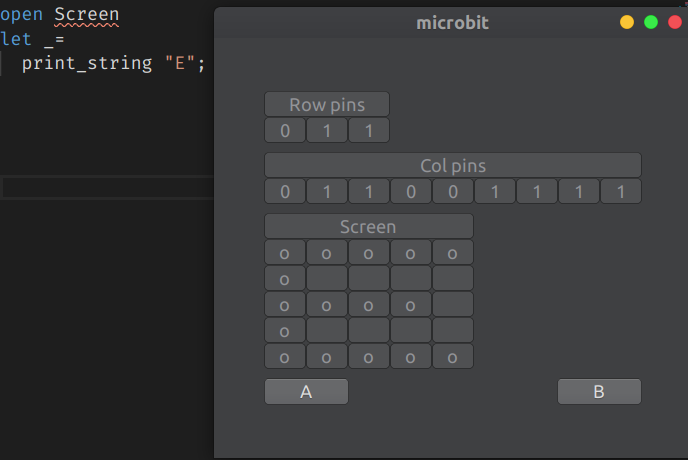 open Screen
let _=
print_string "E";
microbit
Row pins
0 1 1
Col pins
0 1 1 0 0 1 1 1 1
Screen
o o o o o
o
o o o o
o
o o o o o
A B